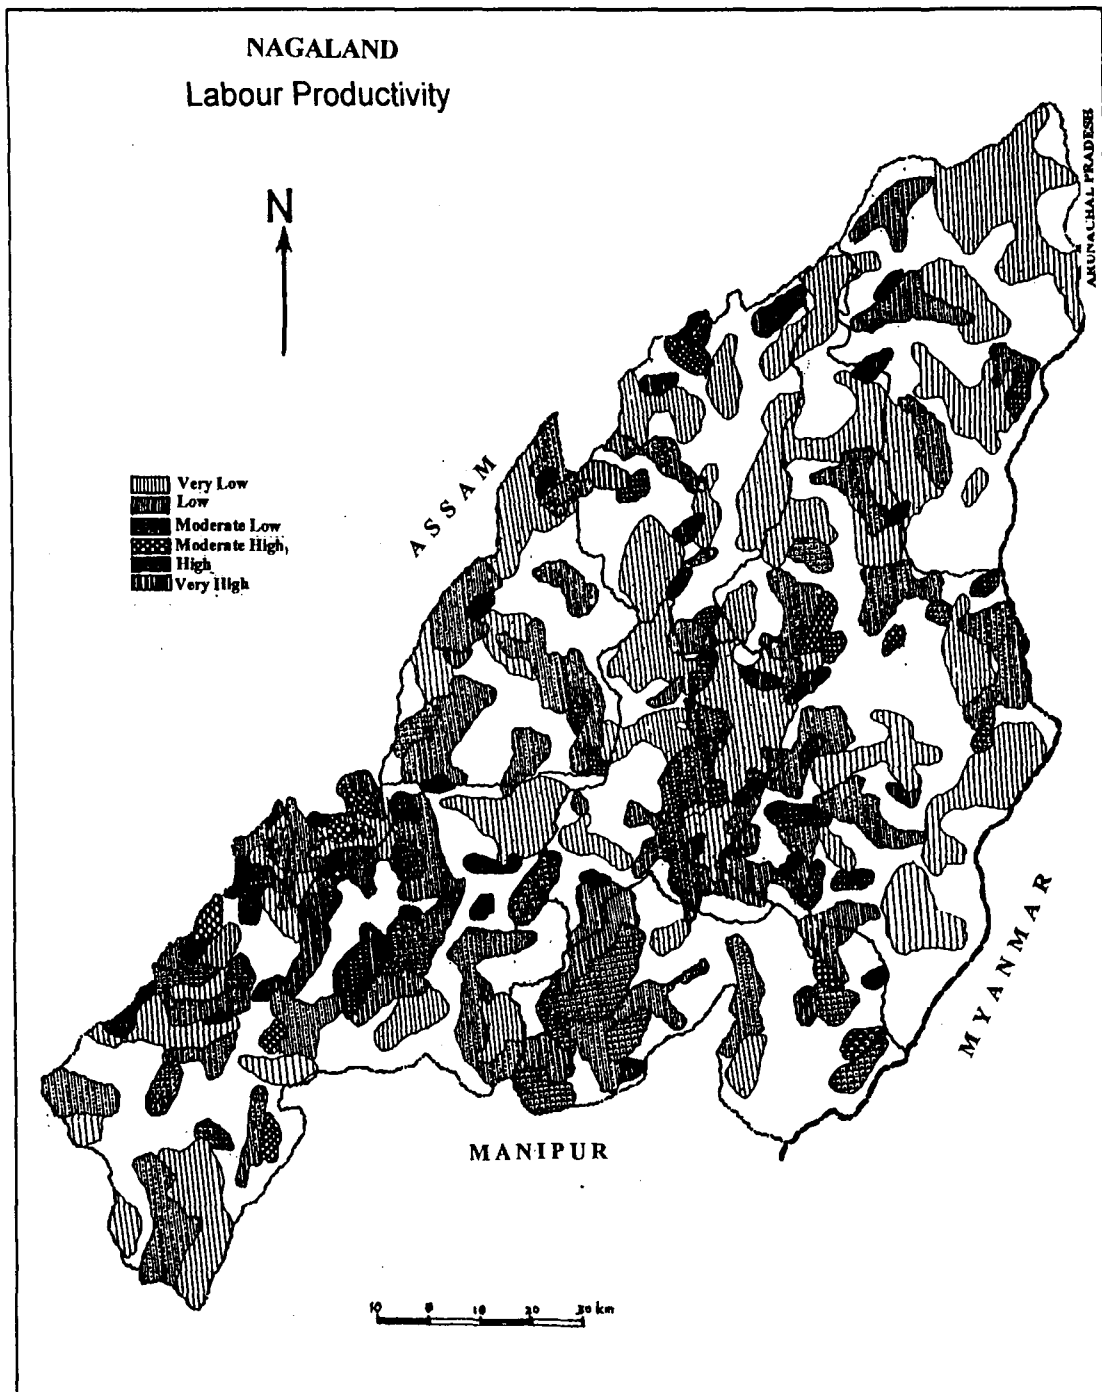 NAGALAND
Labour Productivity
N
ARUNACHAL PRADESH
ASSAM
Very Low
Low
Moderate Low
Moderate High
High
Very High
MYANMAR
MANIPUR
10 0 10 20 30 km